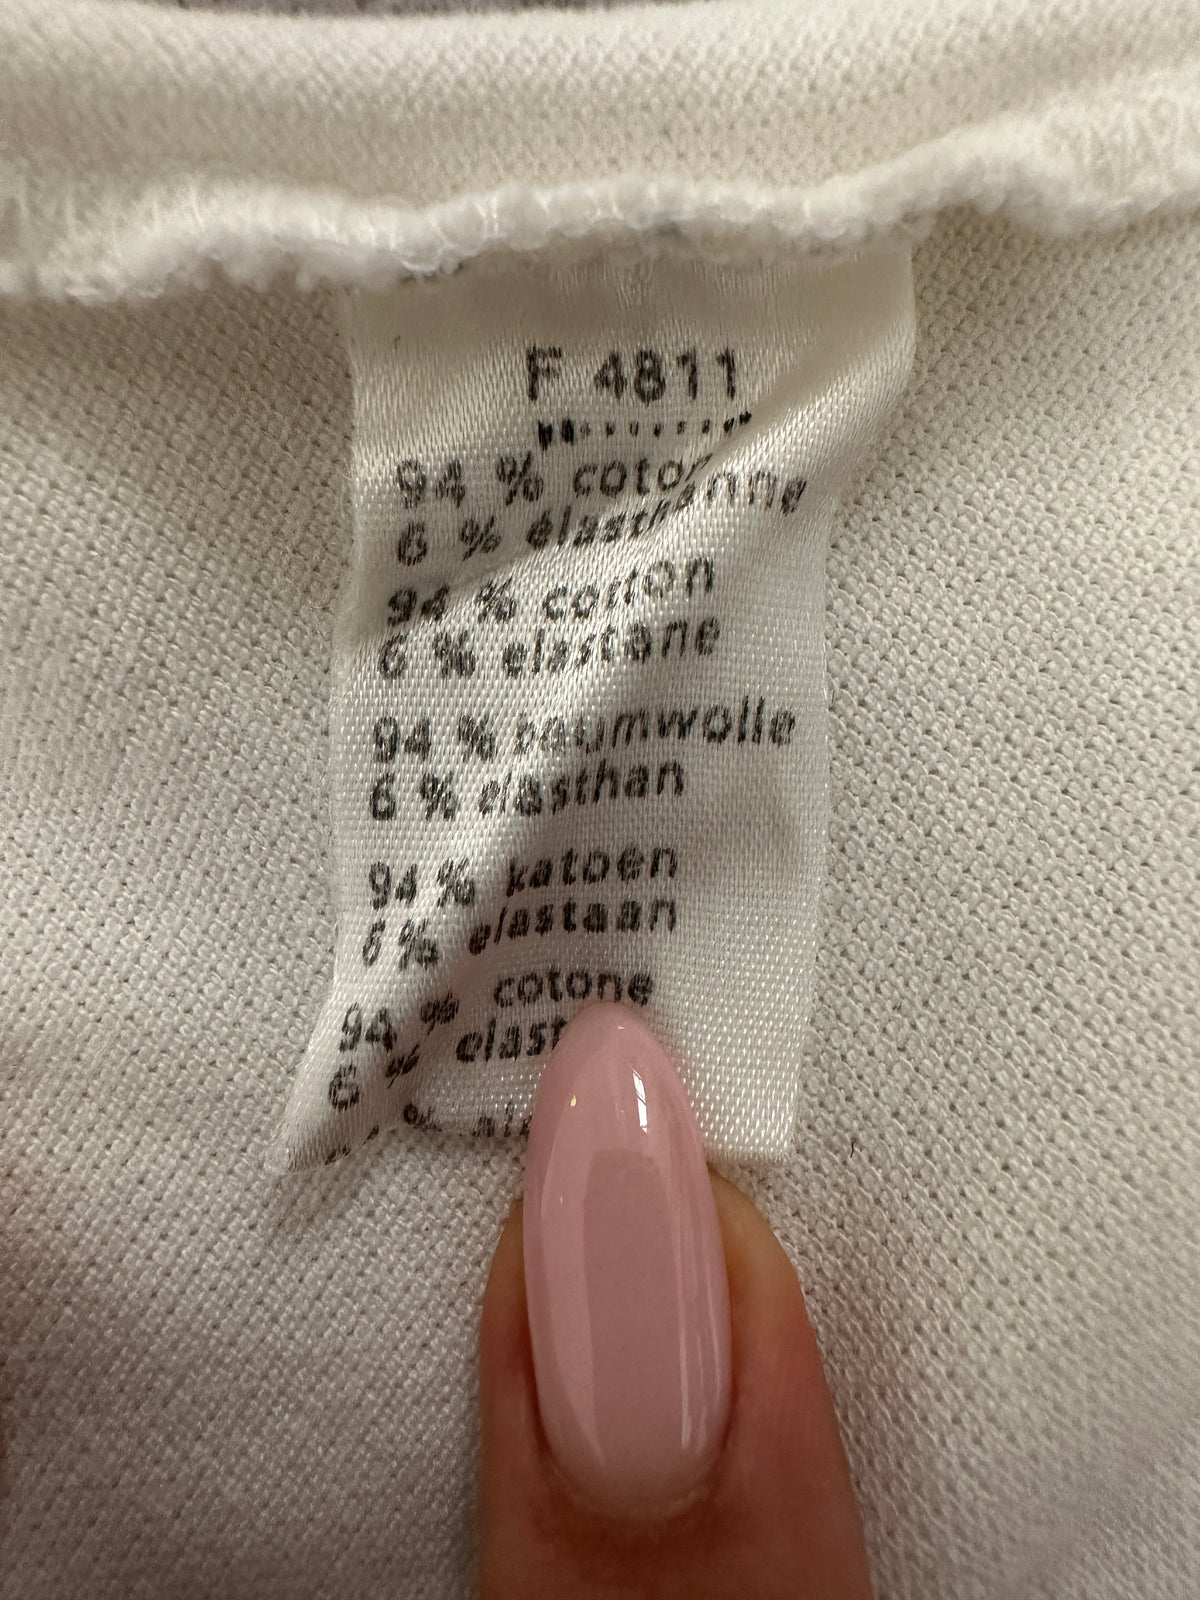 F 4811
94 % coton
6 % élasthanne
94 % cotton
6 % elastane
94 % baumwolle
6 % elasthan
94 % katoen
6 % elastaan
94 % cotone
6 %